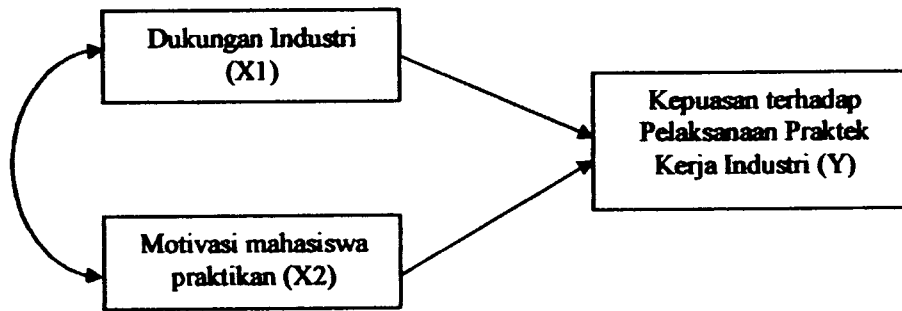 Dukungan Industri
(X1)
Kepuasan terhadap
Pelaksanaan Praktek
Kerja Industri (Y)
Motivasi mahasiswa
praktikan (X2)